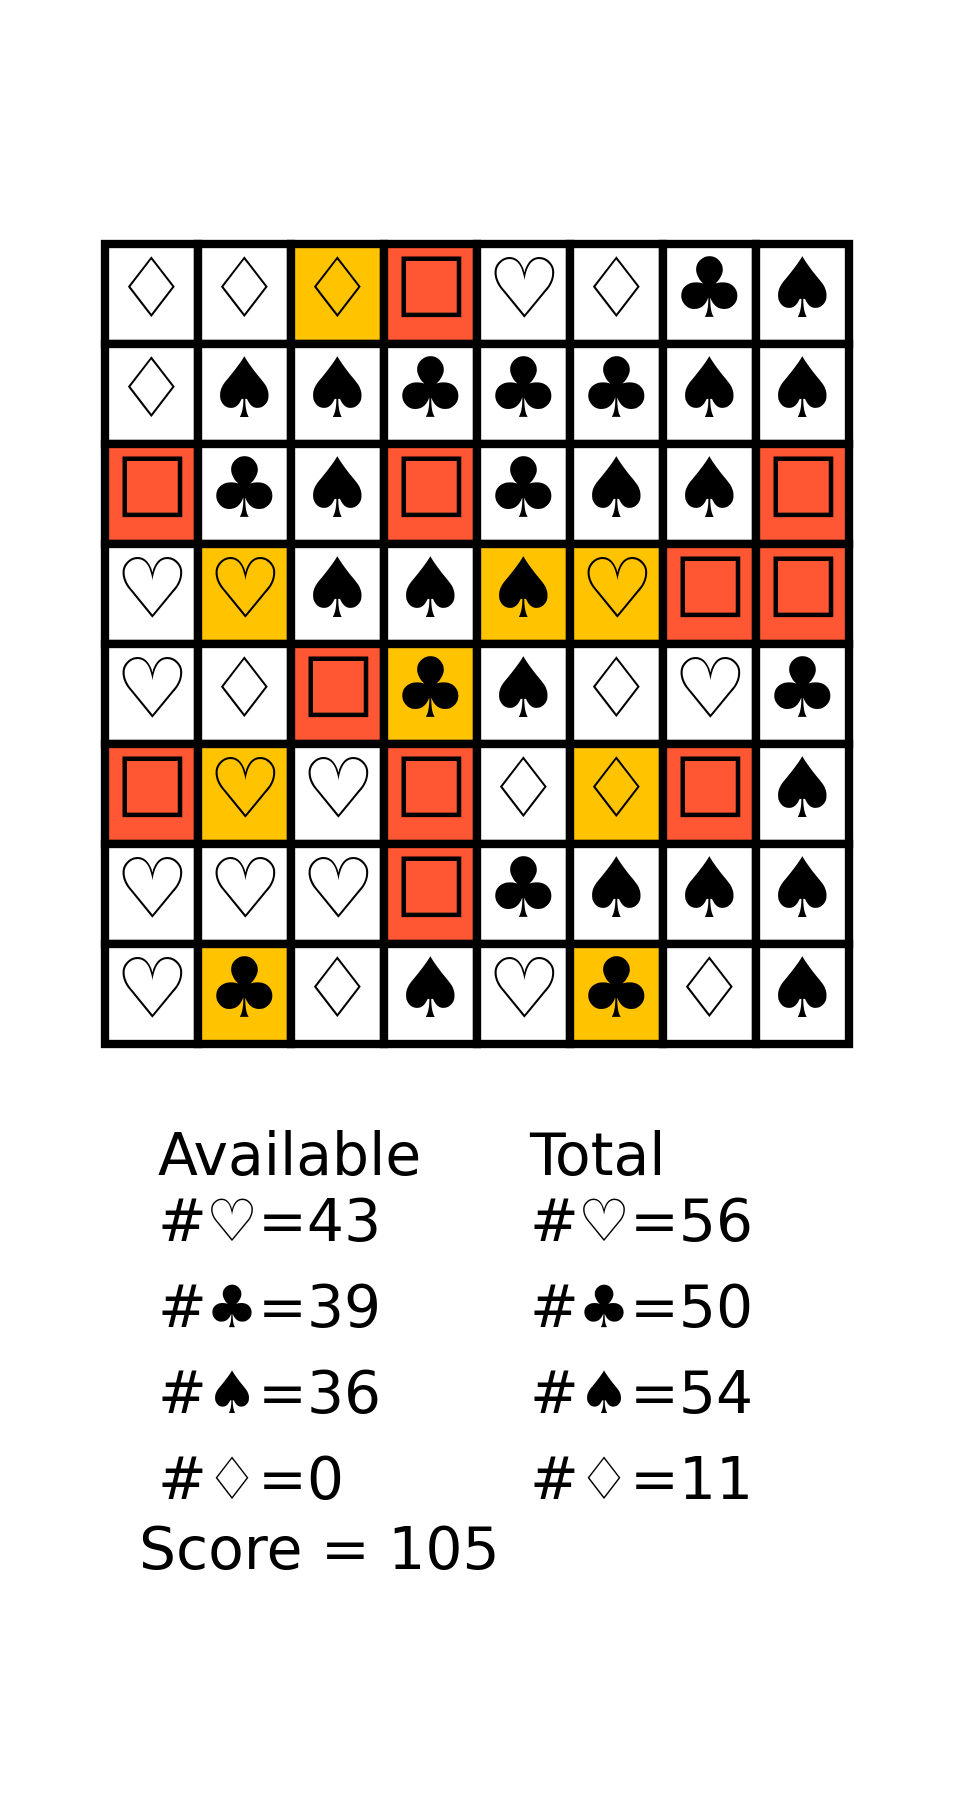 ♢ ♢ ♢ □ ♡ ♢ ♣ ♠
♢ ♠ ♠ ♣ ♣ ♣ ♠ ♠
□ ♣ ♠ □ ♣ ♠ ♠ □
♡ ♡ ♠ ♠ ♠ ♡ □ □
♡ ♢ □ ♣ ♠ ♢ ♡ ♣
□ ♡ ♡ □ ♢ ♢ □ ♠
♡ ♡ ♡ □ ♣ ♠ ♠ ♠
♡ ♣ ♢ ♠ ♡ ♣ ♢ ♠
Available Total
#♡=43 #♡=56
#♣=39 #♣=50
#♠=36 #♠=54
#♢=0 #♢=11
Score = 105